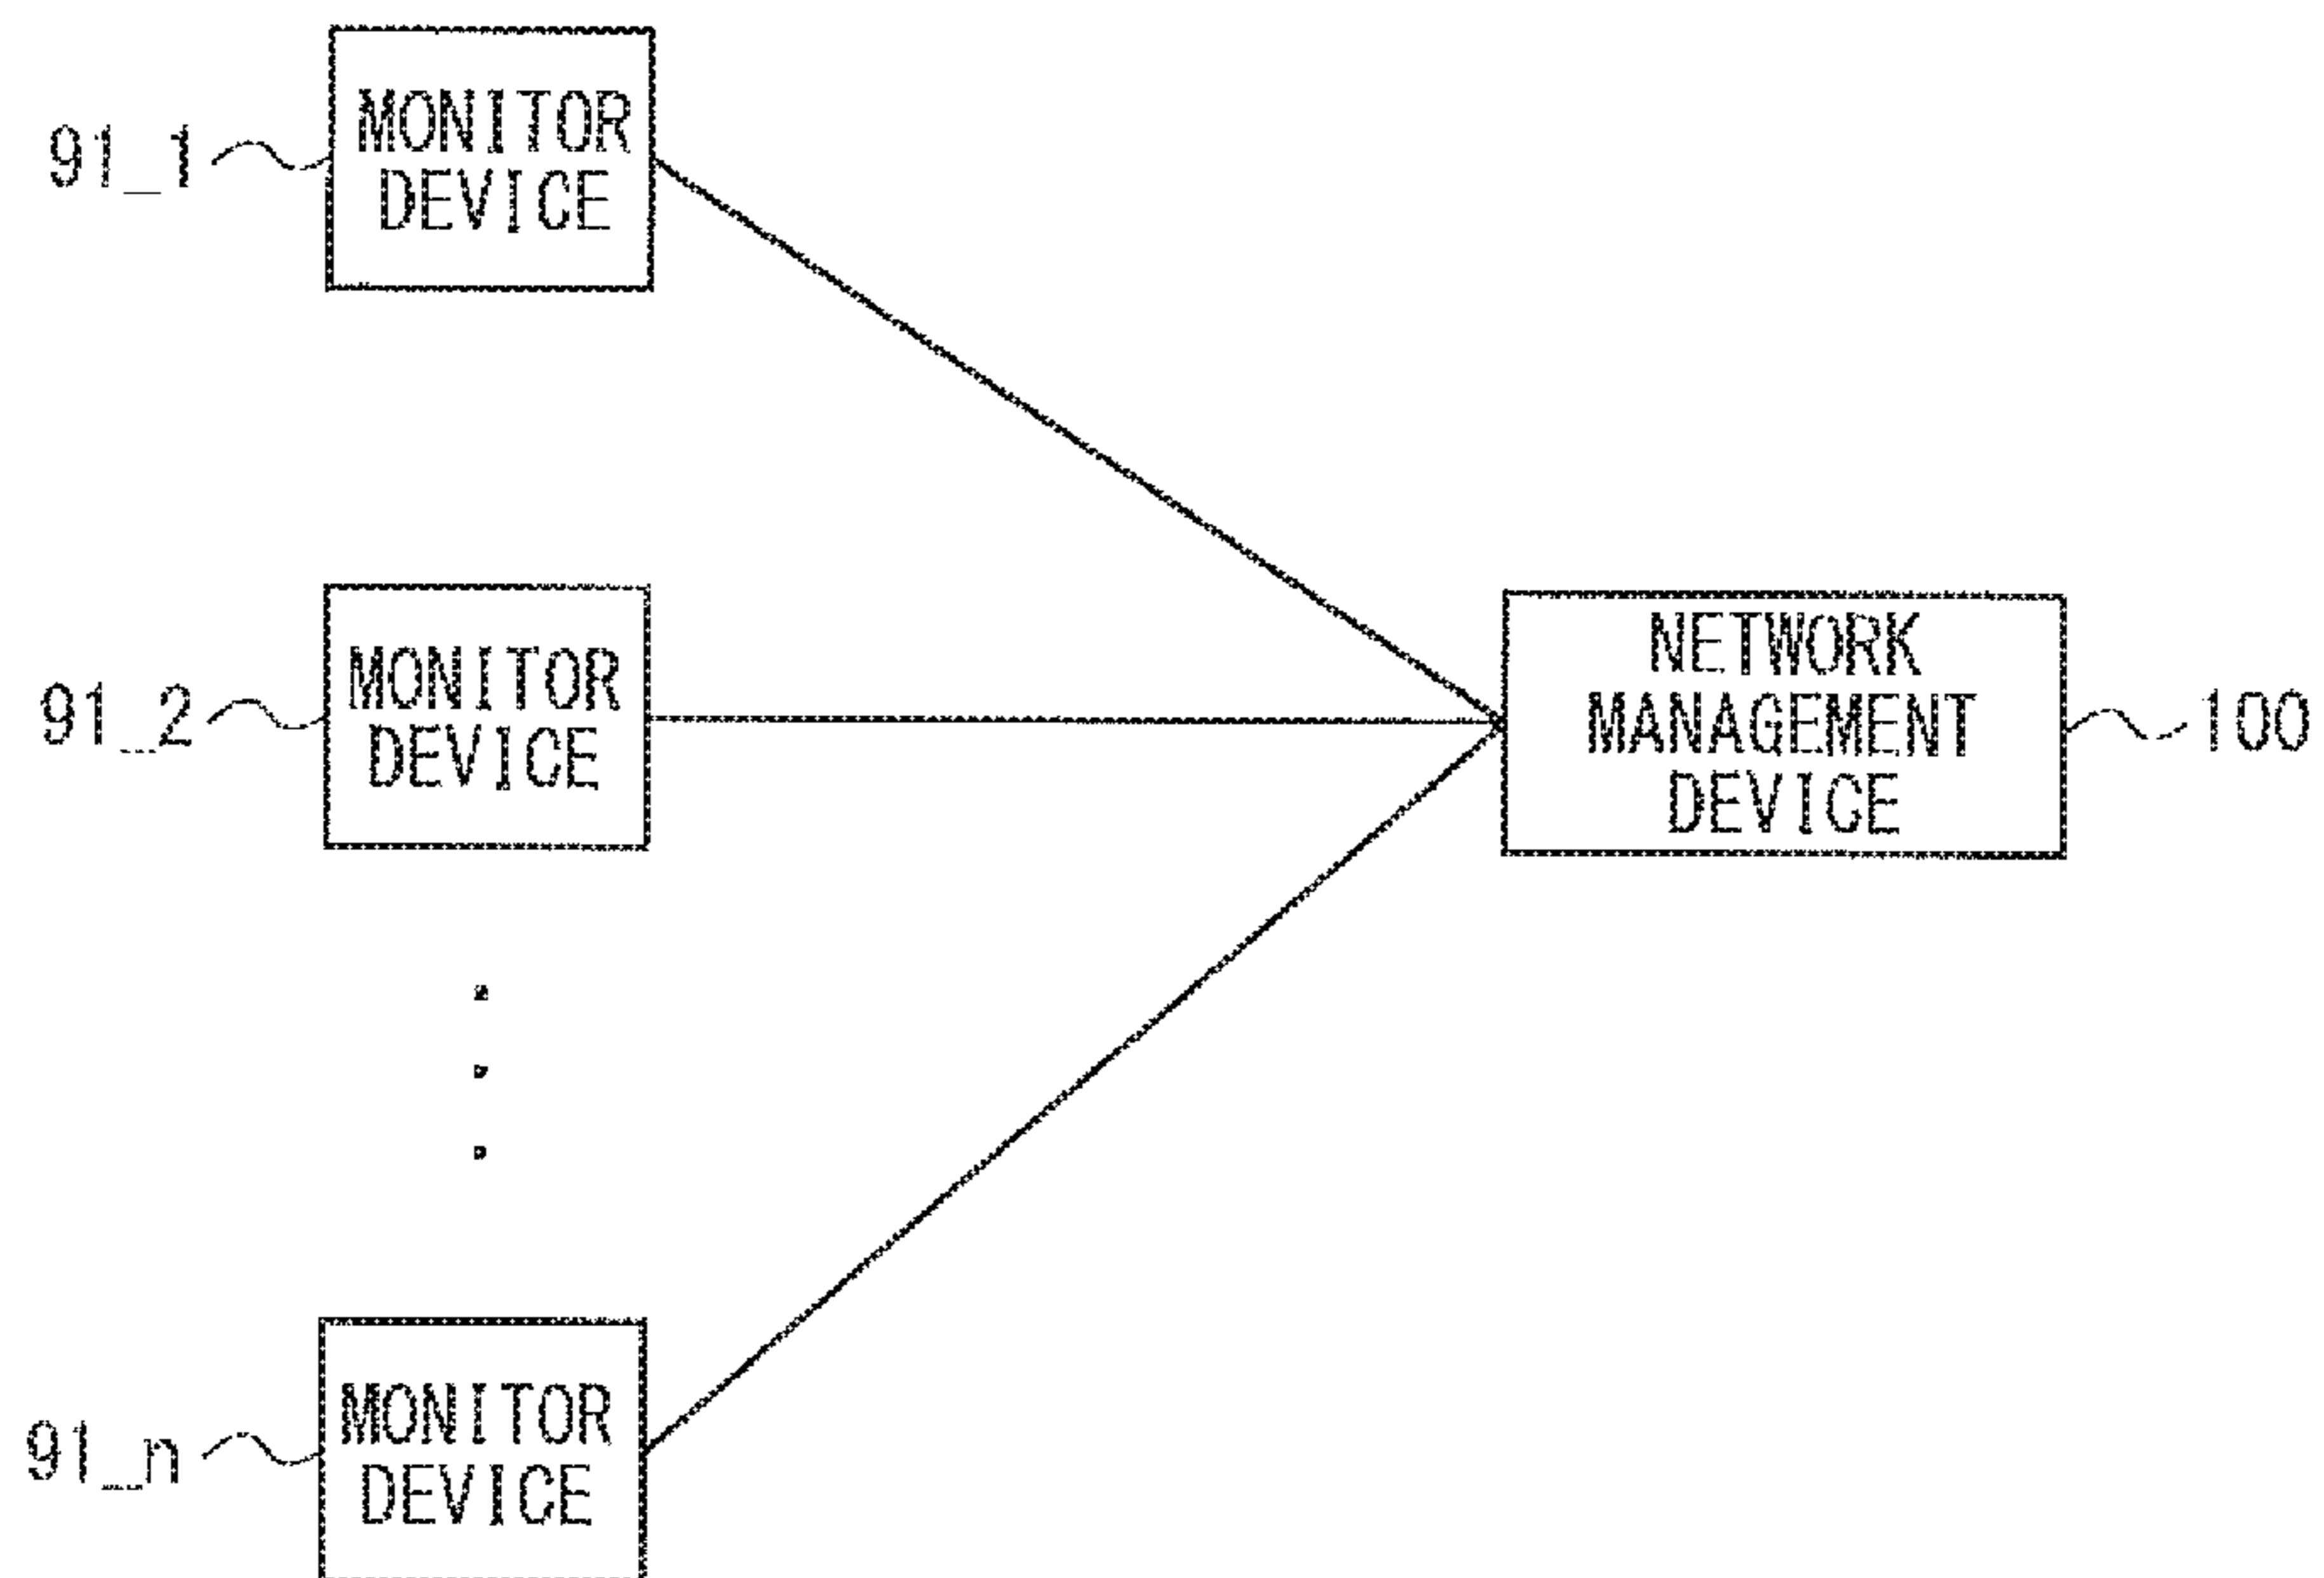 91_1
MONITOR
DEVICE
91_2
MONITOR
DEVICE
NETWORK
MANAGEMENT
DEVICE
100
91_n
MONITOR
DEVICE